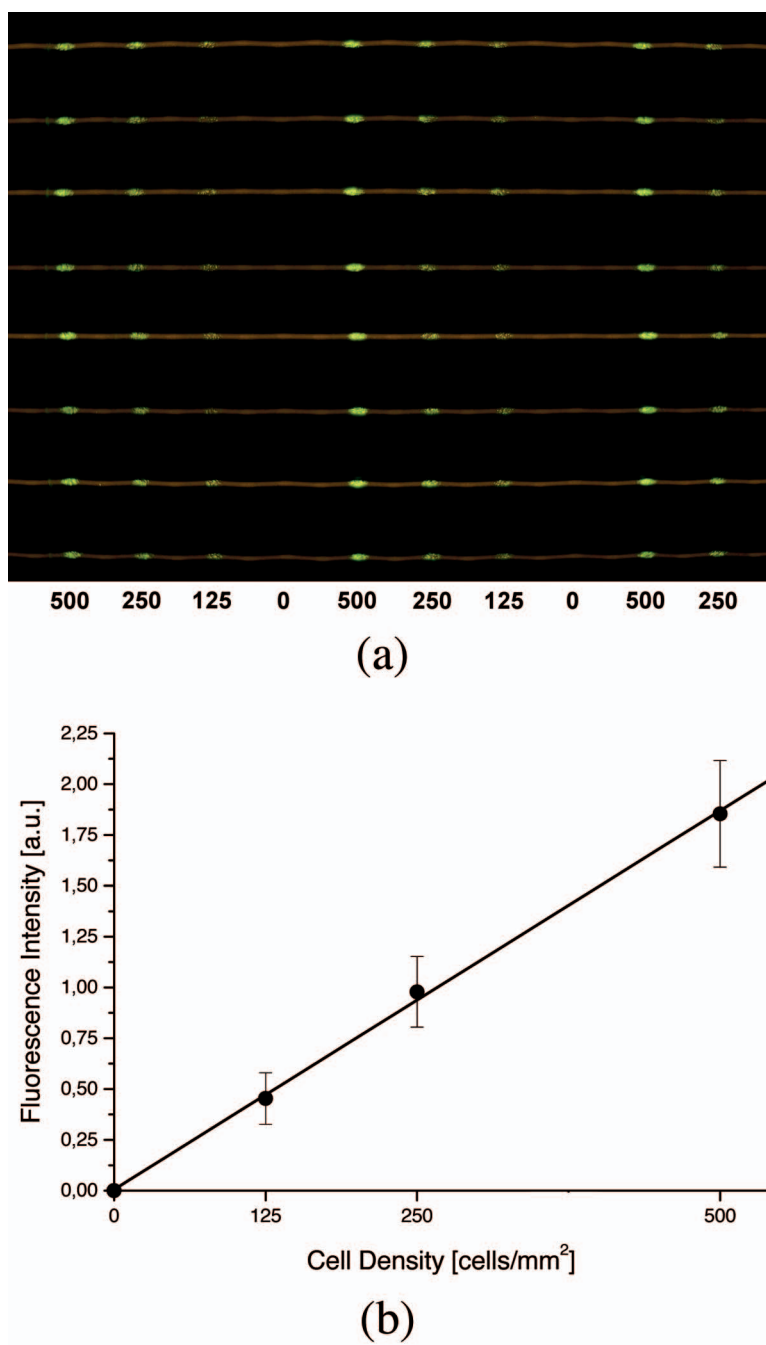 500 250 125 0 500 250 125 0 500 250
(a)
2,25
2,00
1,75
1,50
1,25
1,00
0,75
0,50
0,25
0,00
Fluorescence Intensity [a.u.]
0 125 250 500
Cell Density [cells/mm²]
(b)